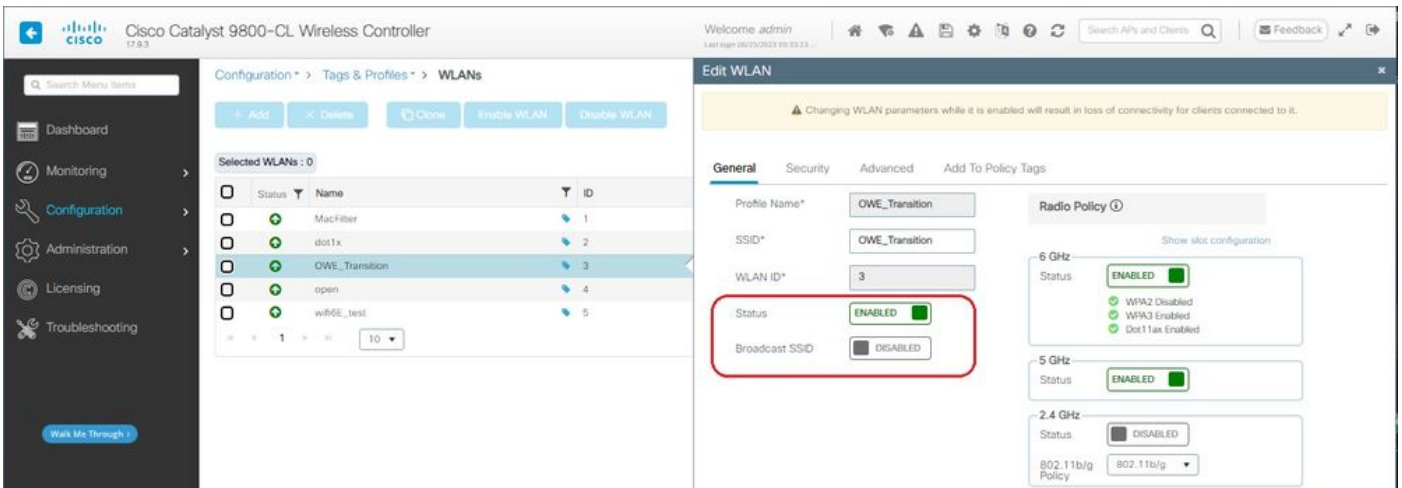 CISCO
Cisco Catalyst 9800-CL Wireless Controller
17.9.3
Welcome admin
Search APs and Clients
Feedback
Search Menu Items
Dashboard
Monitoring
Configuration
Administration
Licensing
Troubleshooting
Walk Me Through >
Configuration > Tags & Profiles > WLANs
+ Add
× Delete
Clone
Enable WLAN
Disable WLAN
Selected WLANs : 0
Status Name ID
MacFilter 1
dot1x 2
OWE_Transition 3
open 4
wifi6E_test 5
1 10
Edit WLAN
Changing WLAN parameters while it is enabled will result in loss of connectivity for clients connected to it.
General Security Advanced Add To Policy Tags
Profile Name* OWE_Transition
SSID* OWE_Transition
WLAN ID* 3
Status ENABLED
Broadcast SSID DISABLED
Radio Policy
Show slot configuration
6 GHz
Status ENABLED
WPA2 Disabled
WPA3 Enabled
Dot11ax Enabled
5 GHz
Status ENABLED
2.4 GHz
Status DISABLED
802.11b/g Policy 802.11b/g